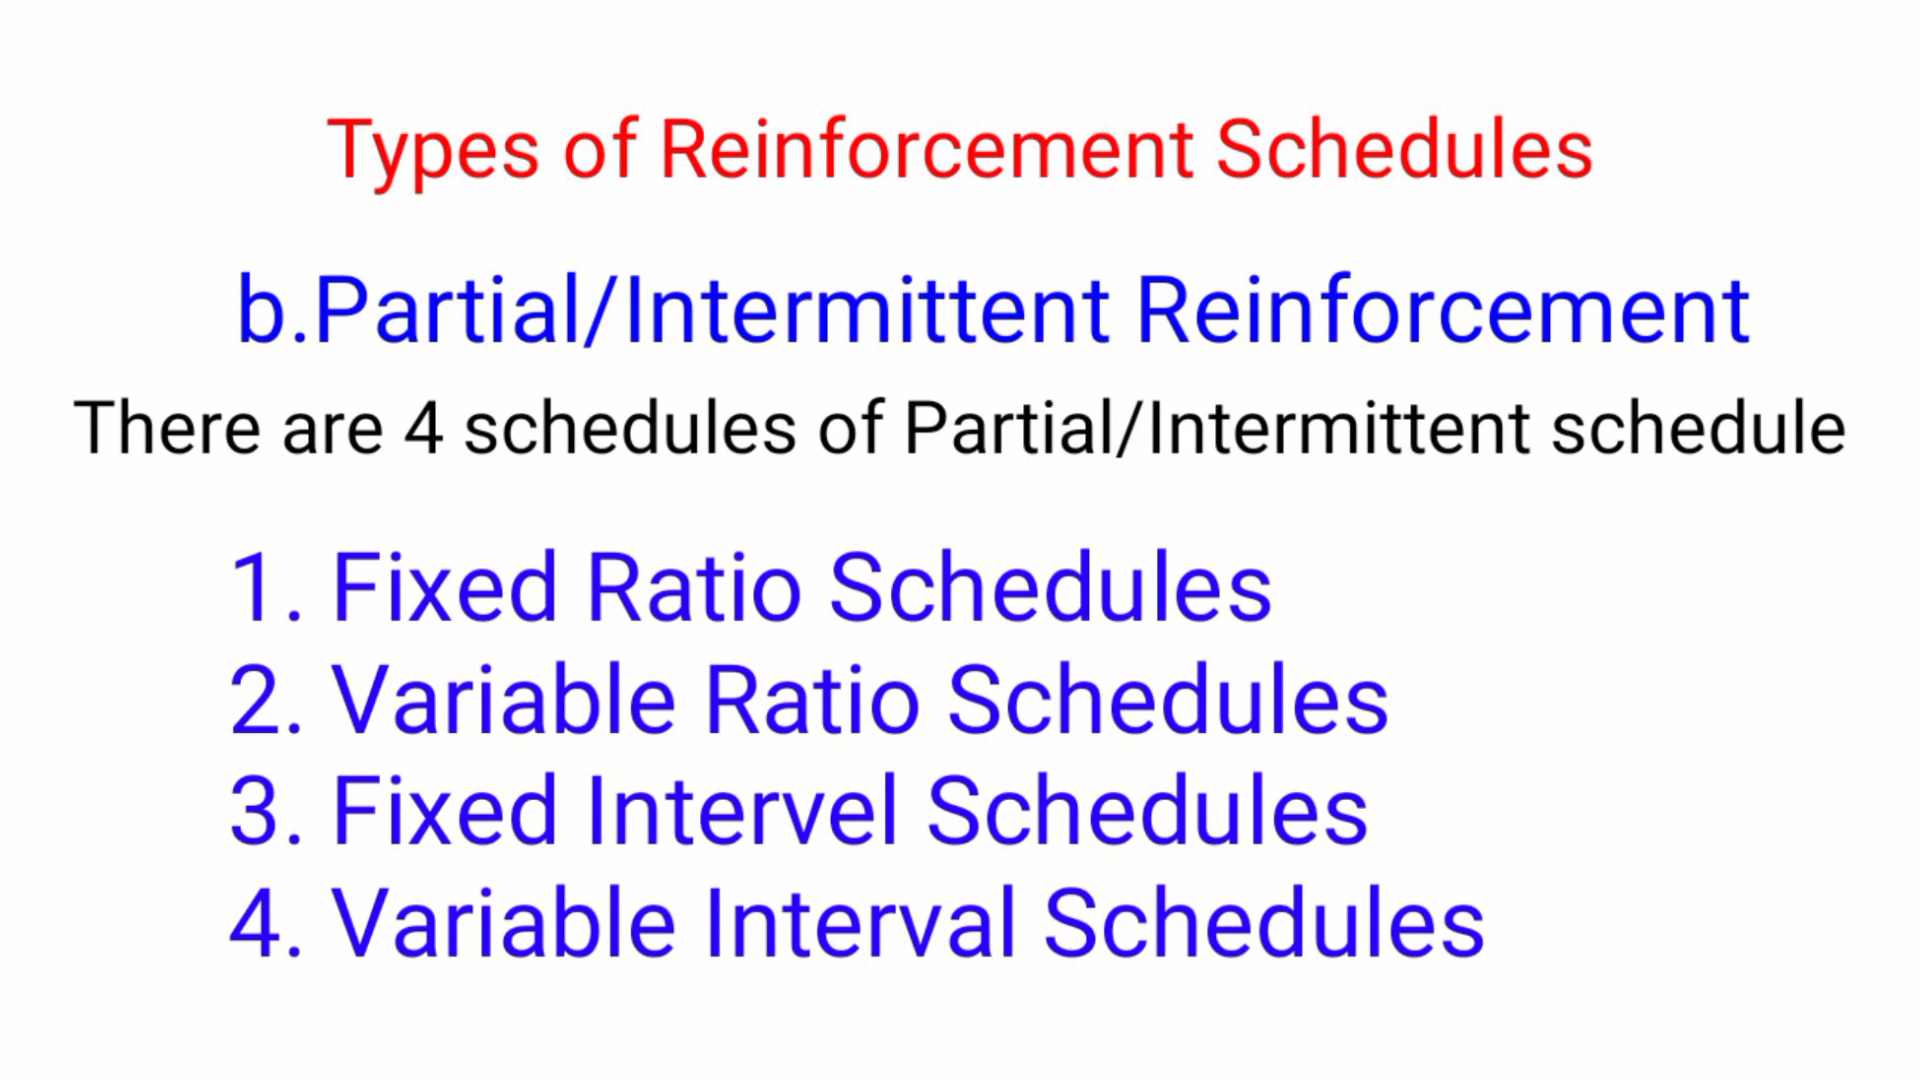 Types of Reinforcement Schedules
b.Partial/Intermittent Reinforcement
There are 4 schedules of Partial/Intermittent schedule
1. Fixed Ratio Schedules
2. Variable Ratio Schedules
3. Fixed Intervel Schedules
4. Variable Interval Schedules